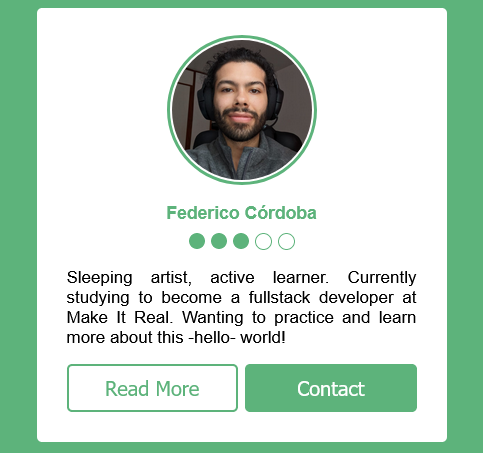 Federico Córdoba
Sleeping artist, active learner. Currently
studying to become a fullstack developer at
Make It Real. Wanting to practice and learn
more about this -hello- world!
Read More
Contact